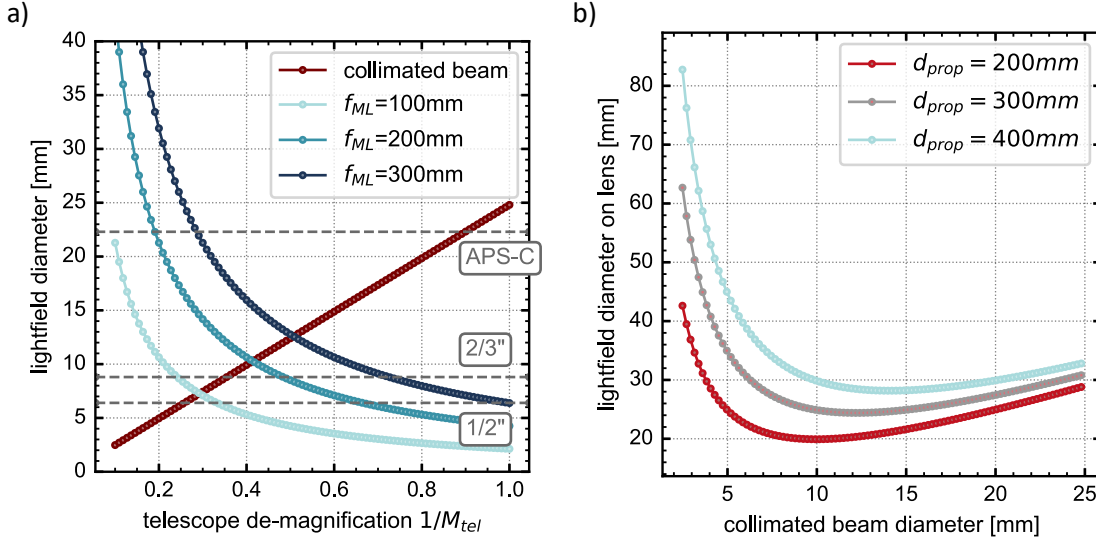 a)
40
35
30
25
20
15
10
5
0
lightfield diameter [mm]
collimated beam
f_ML=100mm
f_ML=200mm
f_ML=300mm
APS-C
2/3"
1/2"
0.2 0.4 0.6 0.8 1.0
telescope de-magnification 1/M_tel
b)
80
70
60
50
40
30
20
lightfield diameter on lens [mm]
d_prop = 200mm
d_prop = 300mm
d_prop = 400mm
5 10 15 20 25
collimated beam diameter [mm]